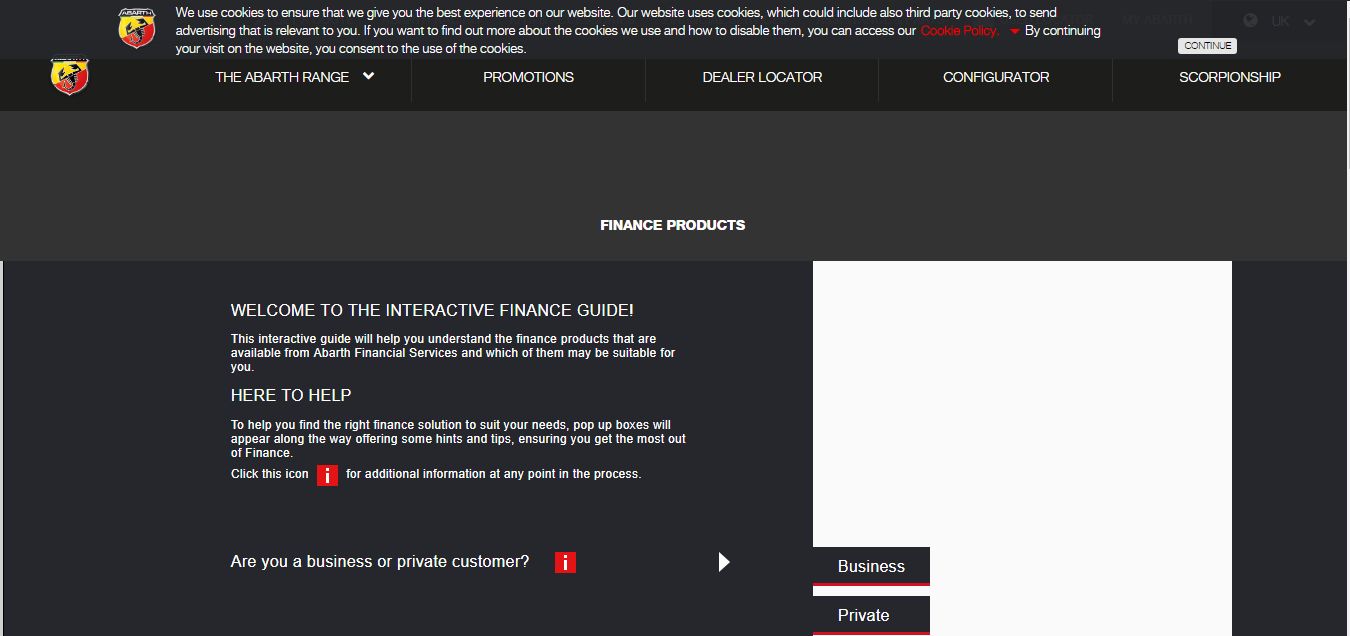 We use cookies to ensure that we give you the best experience on our website. Our website uses cookies, which could include also third party cookies, to send
advertising that is relevant to you. If you want to find out more about the cookies we use and how to disable them, you can access our Cookie Policy. By continuing
your visit on the website, you consent to the use of the cookies.
CONTINUE
MY ABARTH
UK
ABARTH
THE ABARTH RANGE
PROMOTIONS
DEALER LOCATOR
CONFIGURATOR
SCORPIONSHIP
FINANCE PRODUCTS
WELCOME TO THE INTERACTIVE FINANCE GUIDE!
This interactive guide will help you understand the finance products that are
available from Abarth Financial Services and which of them may be suitable for
you.
HERE TO HELP
To help you find the right finance solution to suit your needs, pop up boxes will
appear along the way offering some hints and tips, ensuring you get the most out
of Finance.
Click this icon i for additional information at any point in the process.
Are you a business or private customer? i
Business
Private